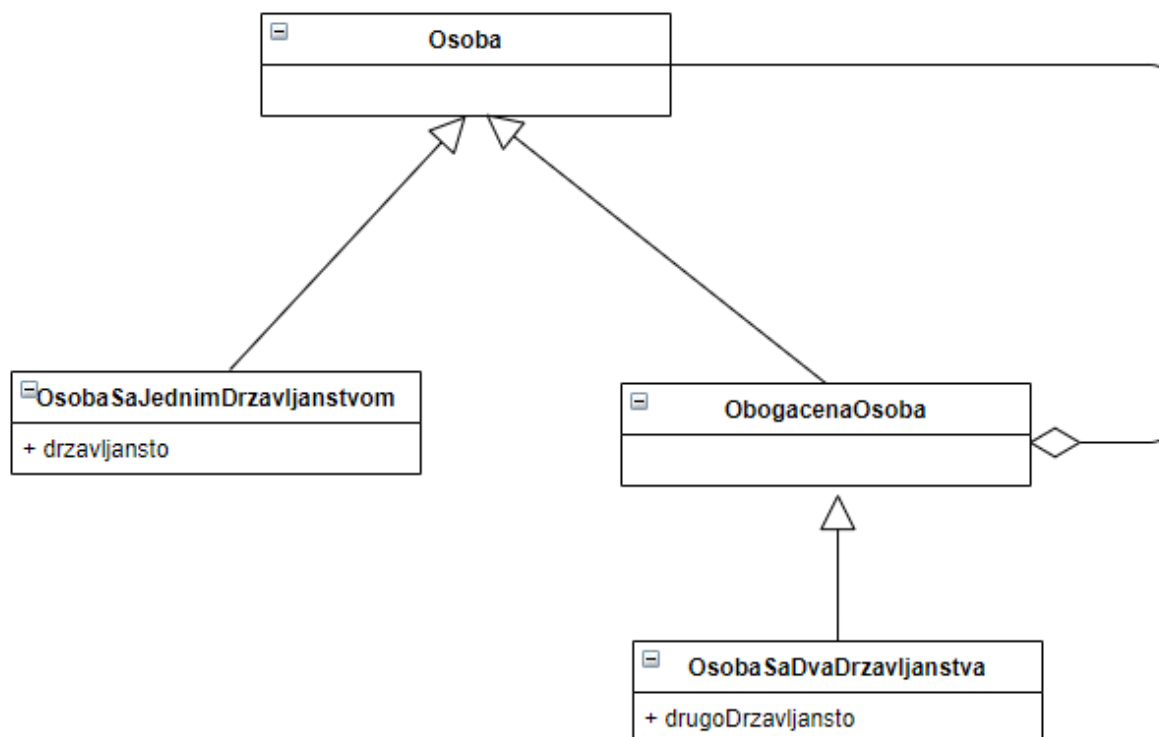 Osoba
OsobaSaJednimDrzavljanstvom
+ drzavljansto
ObogacenaOsoba
OsobaSaDvaDrzavljanstva
+ drugoDrzavljansto